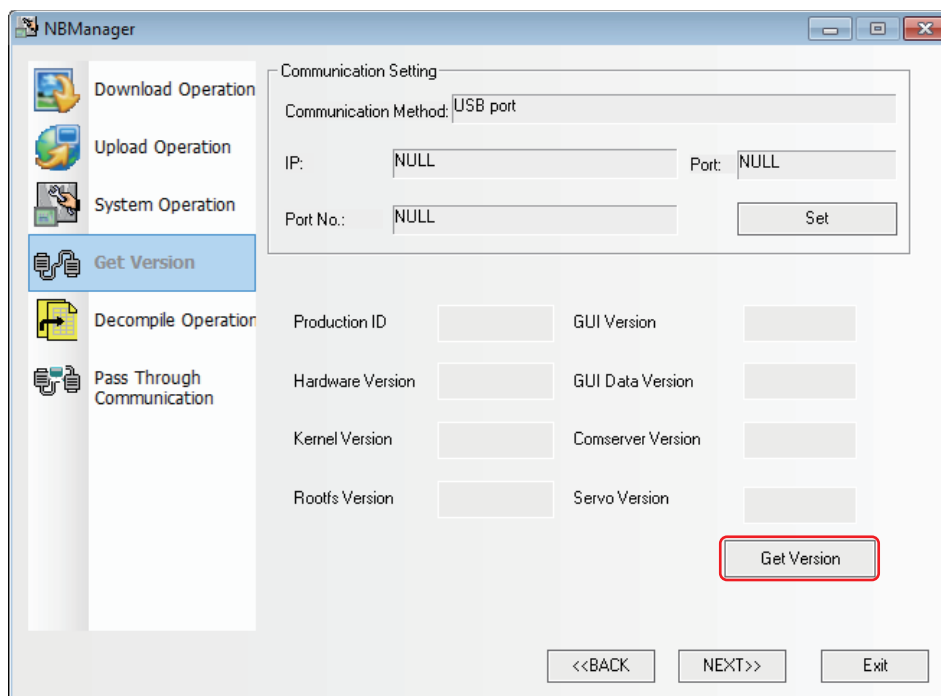 NBManager
Download Operation
Upload Operation
System Operation
Get Version
Decompile Operation
Pass Through
Communication
Communication Setting
Communication Method: USB port
IP: NULL Port: NULL
Port No.: NULL Set
Production ID GUI Version
Hardware Version GUI Data Version
Kernel Version Comserver Version
Rootfs Version Servo Version
Get Version
<<BACK NEXT>> Exit